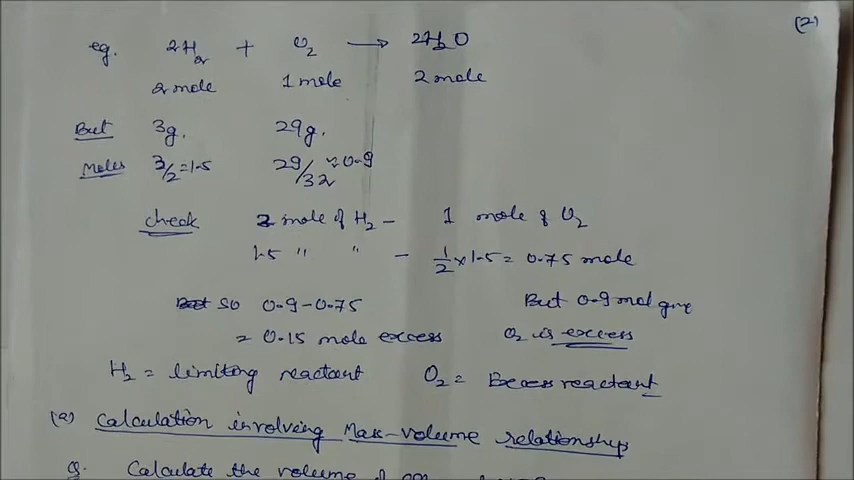 (2)
eg. 2H₂ + O₂ → 2H₂O
2 mole 1 mole 2 mole
But 3g. 29g.
Moles 3/2=1.5 29/32 ≈0.9
check 2 mole of H₂ - 1 mole of O₂
1.5 " " - 1/2 x 1.5 = 0.75 mole
so 0.9-0.75 But 0.9 mol give
= 0.15 mole excess O₂ is excess
H₂ = limiting reactant O₂ = Excess reactant
(a) Calculation involving Mass-volume relationship
Q. Calculate the volume of